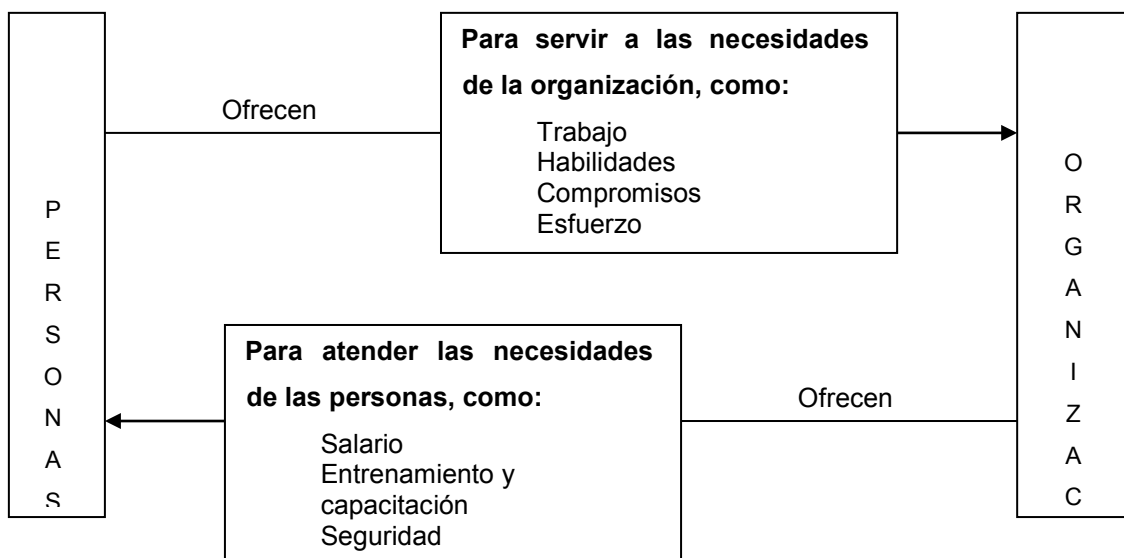 Para servir a las necesidades
de la organización, como:
Ofrecen
Trabajo
Habilidades
Compromisos
Esfuerzo
P
E
R
S
O
N
A
S
O
R
G
A
N
I
Z
A
C
Para atender las necesidades
de las personas, como:
Ofrecen
Salario
Entrenamiento y
capacitación
Seguridad